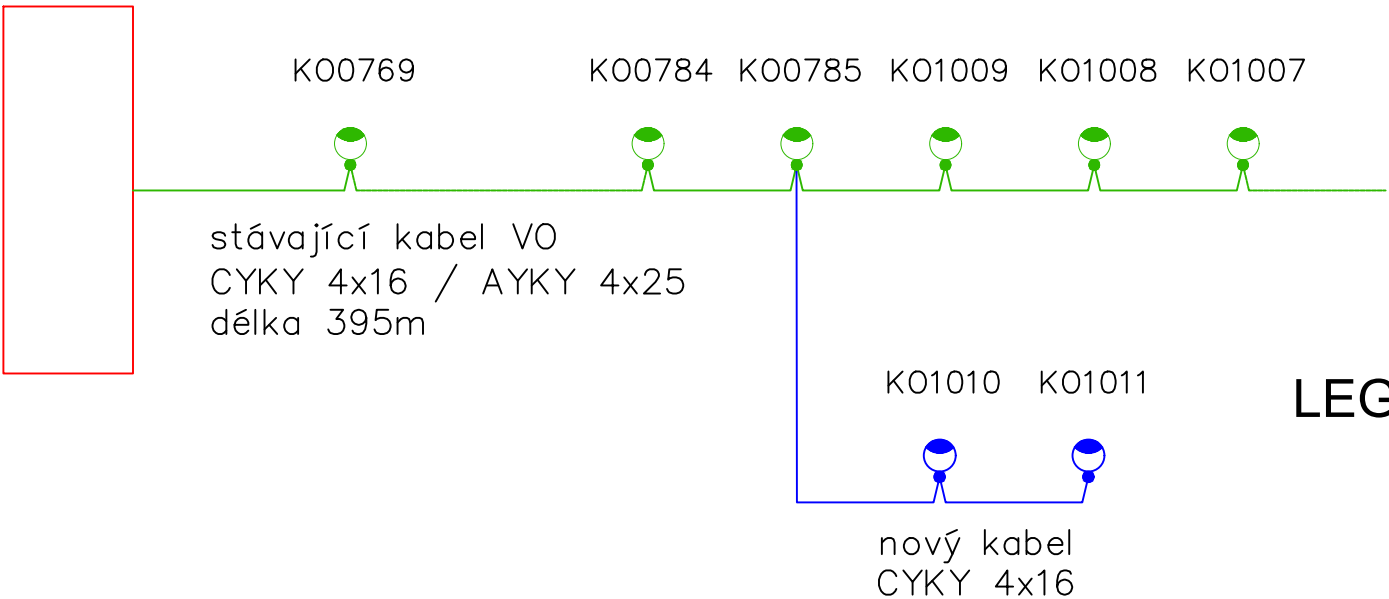 KO0769 KO0784 KO0785 KO1009 KO1008 KO1007
stávající kabel VO
CYKY 4x16 / AYKY 4x25
délka 395m
KO1010 KO1011
LEG
nový kabel
CYKY 4x16